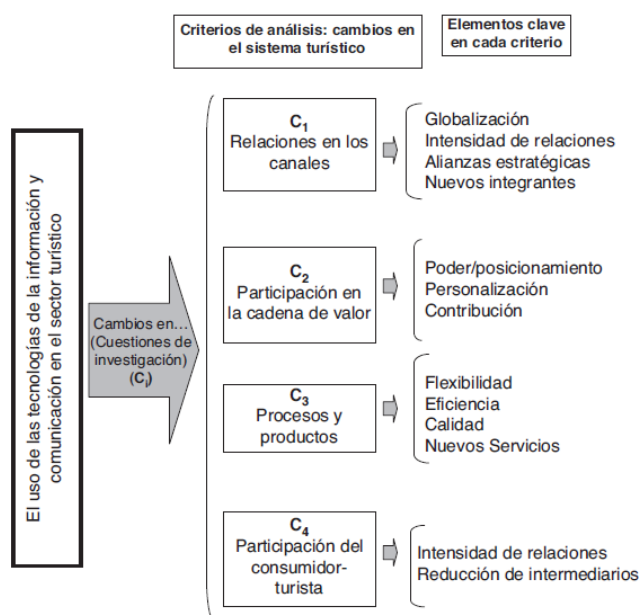 Criterios de análisis: cambios en
el sistema turístico
Elementos clave
en cada criterio
El uso de las tecnologías de la información y
comunicación en el sector turístico
Cambios en...
(Cuestiones de
investigación)
(Ci)
C1
Relaciones en los
canales
Globalización
Intensidad de relaciones
Alianzas estratégicas
Nuevos integrantes
C2
Participación en
la cadena de valor
Poder/posicionamiento
Personalización
Contribución
C3
Procesos y
productos
Flexibilidad
Eficiencia
Calidad
Nuevos Servicios
C4
Participación del
consumidor-
turista
Intensidad de relaciones
Reducción de intermediarios